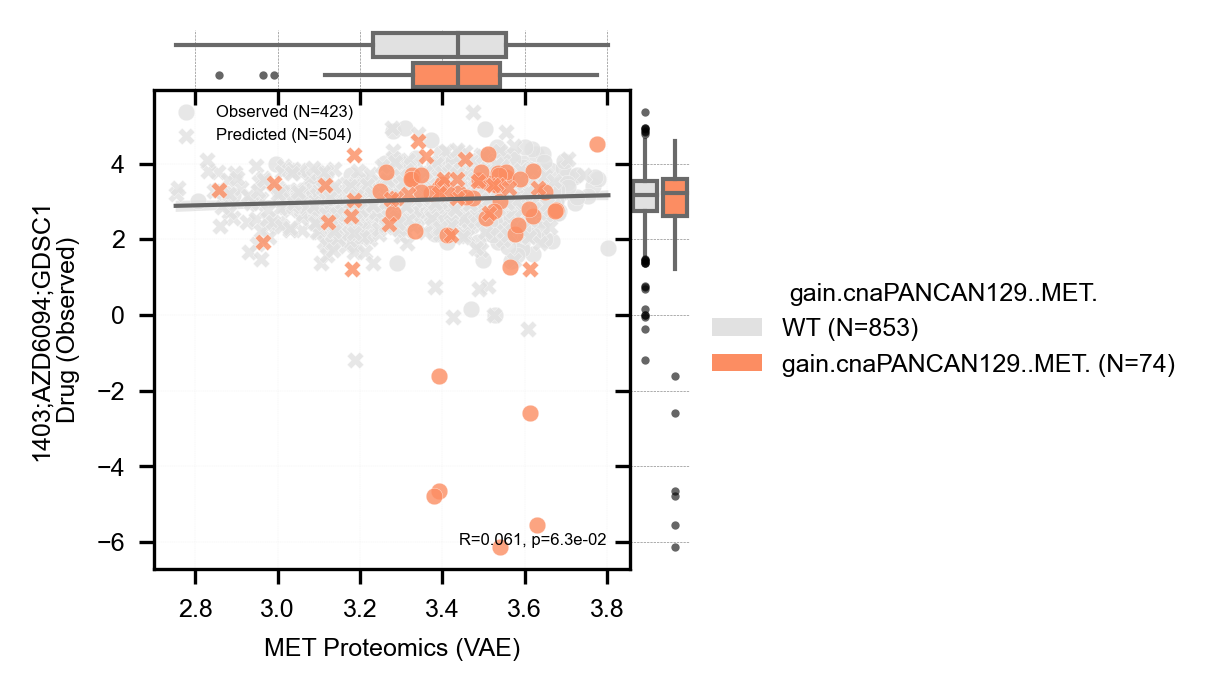 Observed (N=423)
Predicted (N=504)
4
2
0
−2
−4
−6
1403;AZD6094;GDSC1
Drug (Observed)
R=0.061, p=6.3e-02
2.8 3.0 3.2 3.4 3.6 3.8
MET Proteomics (VAE)
gain.cnaPANCAN129..MET.
WT (N=853)
gain.cnaPANCAN129..MET. (N=74)